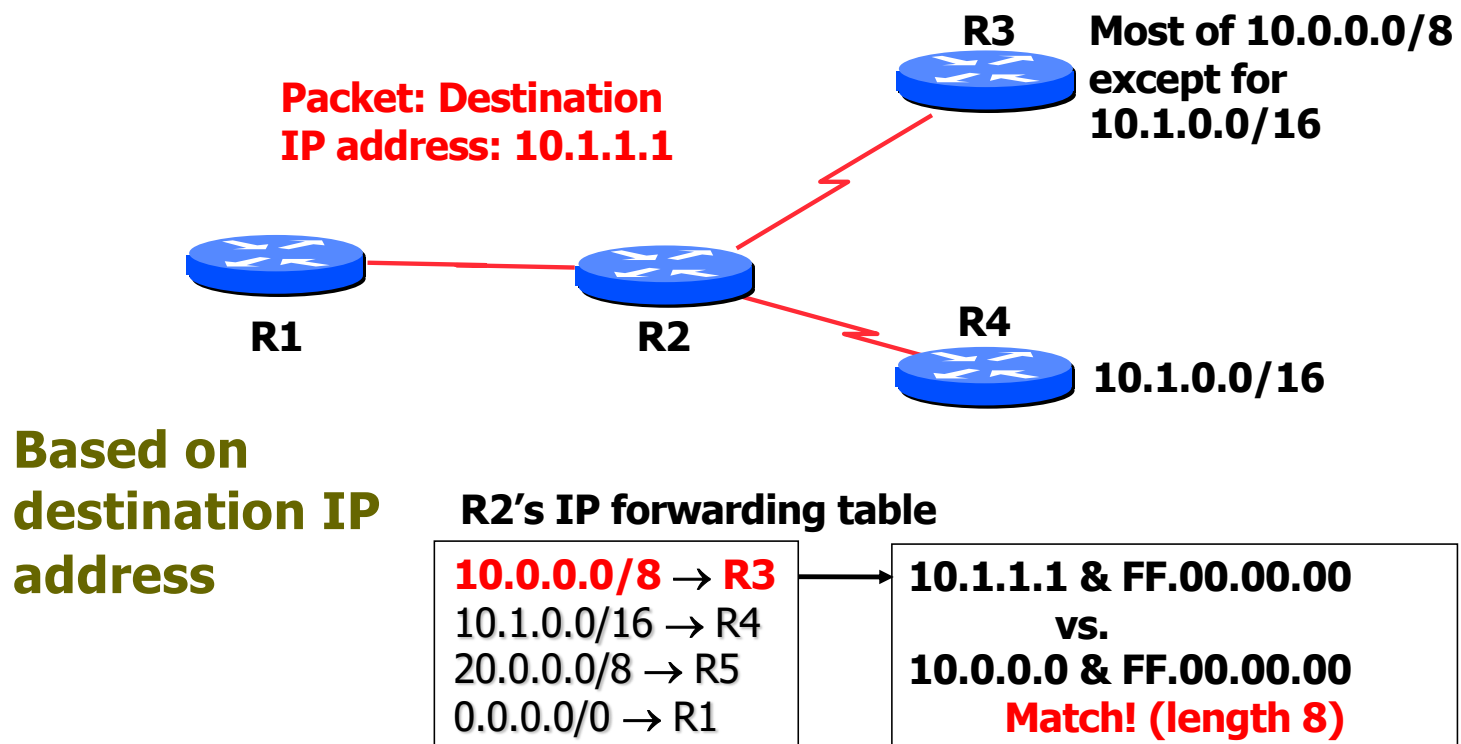 R3
Most of 10.0.0.0/8
except for
10.1.0.0/16
Packet: Destination
IP address: 10.1.1.1
R1
R2
R4
10.1.0.0/16
Based on
destination IP
address
R2’s IP forwarding table
10.0.0.0/8 → R3
10.1.0.0/16 → R4
20.0.0.0/8 → R5
0.0.0.0/0 → R1
10.1.1.1 & FF.00.00.00
vs.
10.0.0.0 & FF.00.00.00
Match! (length 8)